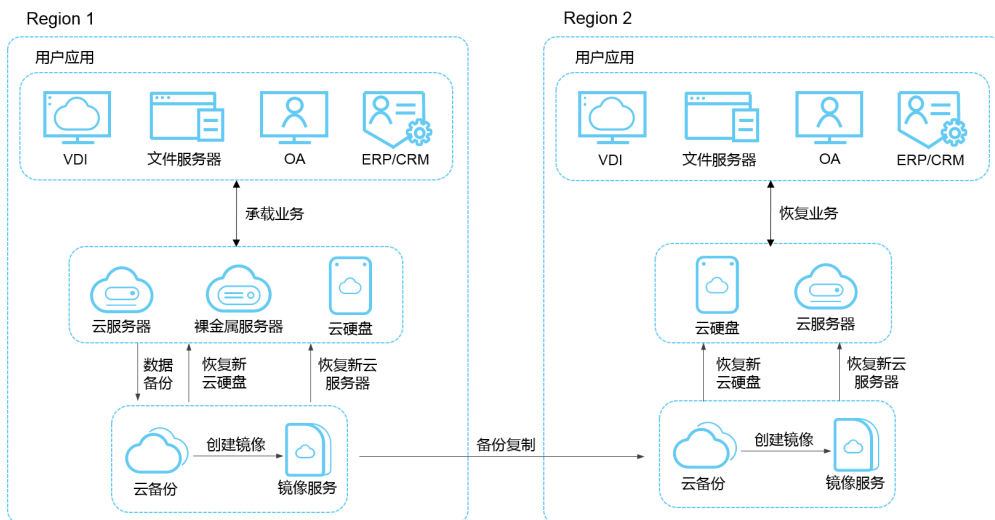 Region 1
用户应用
VDI
文件服务器
OA
ERP/CRM
承载业务
云服务器
裸金属服务器
云硬盘
数据
备份
恢复新
云硬盘
恢复新云
服务器
云备份
创建镜像
镜像服务
备份复制
Region 2
用户应用
VDI
文件服务器
OA
ERP/CRM
恢复业务
云硬盘
云服务器
恢复新
云硬盘
恢复新云
服务器
云备份
创建镜像
镜像服务